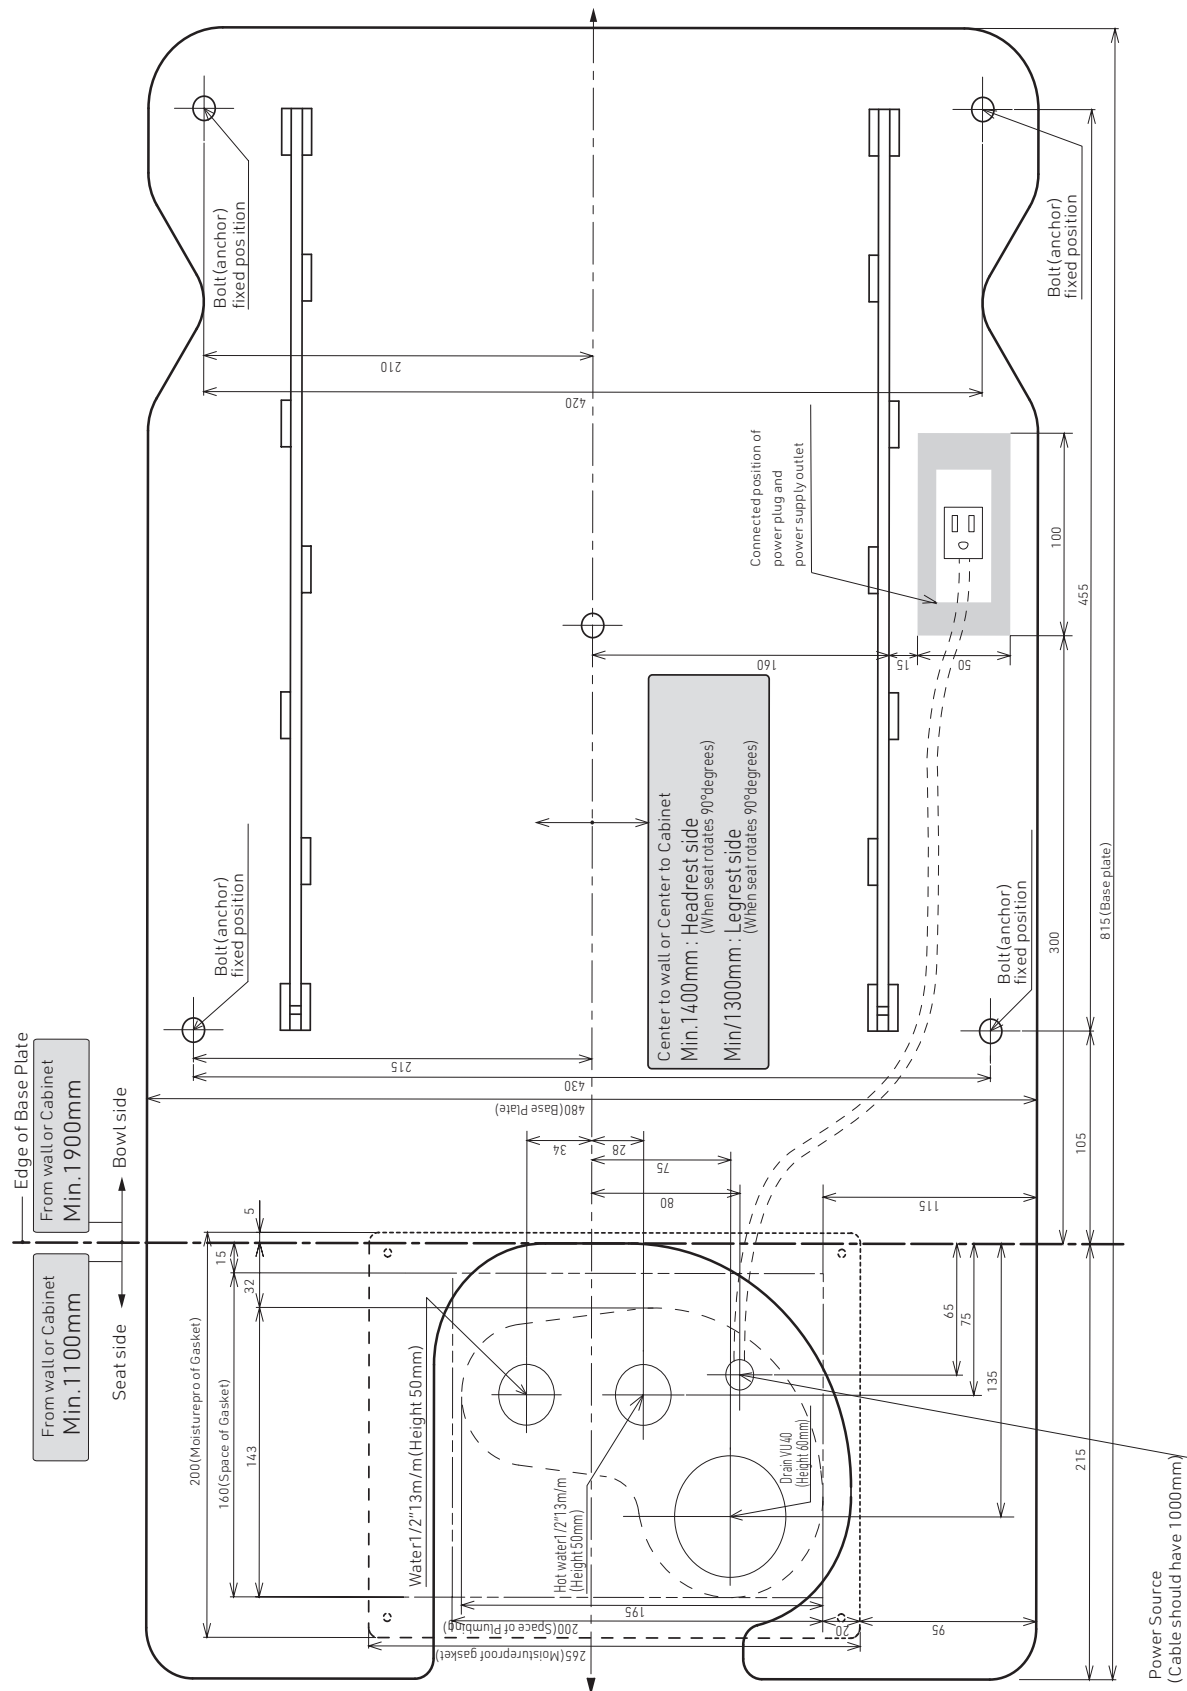 Edge of Base Plate
From wall or Cabinet
Min.1900mm
Bowl side
From wall or Cabinet
Min.1100mm
Seat side
Bolt(anchor)
fixed pos ition
Bolt(anchor)
fixed position
Bolt(anchor)
fixed position
Bolt(anchor)
fixed position
210
420
Connected position of
power plug and
power supply outlet
100
455
160
15
50
Center to wall or Center to Cabinet
Min.1400mm : Headrest side
(When seat rotates 90°degrees)
Min/1300mm : Legrest side
(When seat rotates 90°degrees)
300
815(Base plate)
215
430
480(Base Plate)
34
28
75
80
105
115
5
15
32
200(Moisturepro of Gasket)
160(Space of Gasket)
143
Water1/2"13m/m(Height 50mm)
Hot water1/2"13m/m
(Height50mm)
Drain VU40
(Height 60mm)
65
75
135
215
195
200(Space of Plumbing)
265(Moistureproof gasket)
20
95
Power Source
(Cable should have 1000mm)